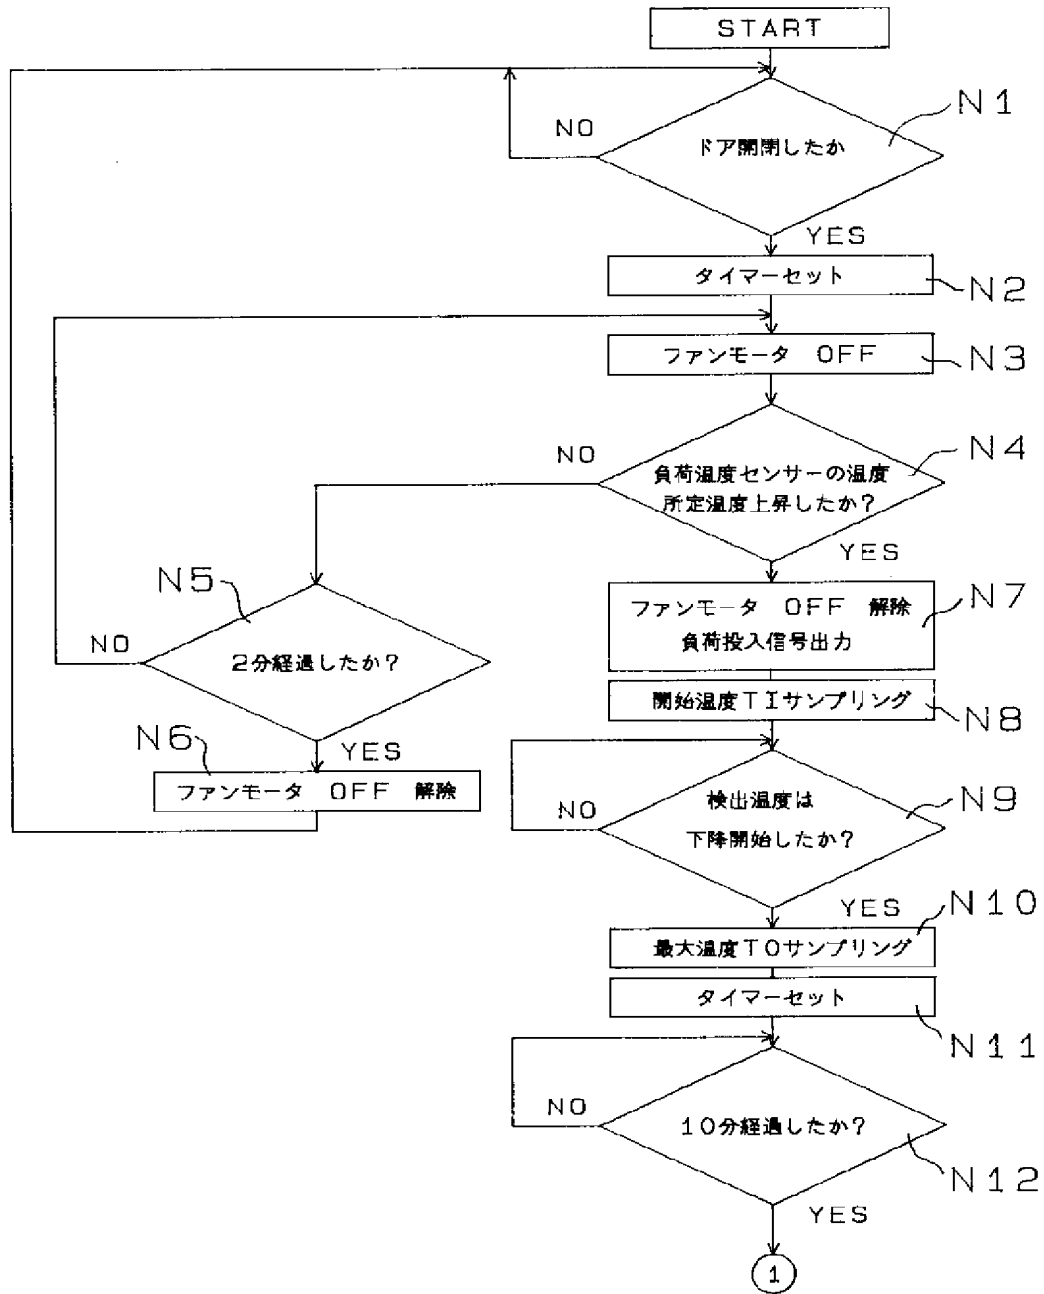 START
NO
ドア開閉したか
N1
YES
タイマーセット
N2
ファンモータ OFF
N3
NO
負荷温度センサーの温度
所定温度上昇したか?
N4
YES
N5
NO
2分経過したか?
YES
N6
ファンモータ OFF 解除
ファンモータ OFF 解除
負荷投入信号出力
N7
開始温度TIサンプリング
N8
NO
検出温度は
下降開始したか?
N9
YES
N10
最大温度TOサンプリング
タイマーセット
N11
NO
10分経過したか?
N12
YES
1